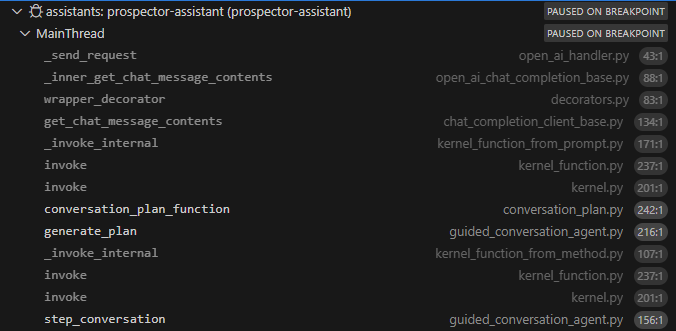 assistants: prospector-assistant (prospector-assistant) PAUSED ON BREAKPOINT
MainThread PAUSED ON BREAKPOINT
_send_request open_ai_handler.py 43:1
_inner_get_chat_message_contents open_ai_chat_completion_base.py 88:1
wrapper_decorator decorators.py 83:1
get_chat_message_contents chat_completion_client_base.py 134:1
_invoke_internal kernel_function_from_prompt.py 171:1
invoke kernel_function.py 237:1
invoke kernel.py 201:1
conversation_plan_function conversation_plan.py 242:1
generate_plan guided_conversation_agent.py 216:1
_invoke_internal kernel_function_from_method.py 107:1
invoke kernel_function.py 237:1
invoke kernel.py 201:1
step_conversation guided_conversation_agent.py 156:1